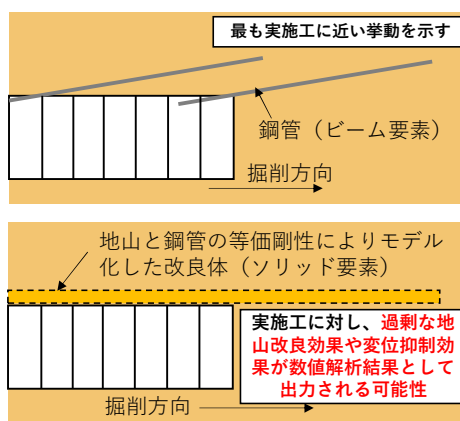 最も実施工に近い挙動を示す
鋼管（ビーム要素）
掘削方向
地山と鋼管の等価剛性によりモデル
化した改良体（ソリッド要素）
実施工に対し、過剰な地
山改良効果や変位抑制効
果が数値解析結果として
出力される可能性
掘削方向